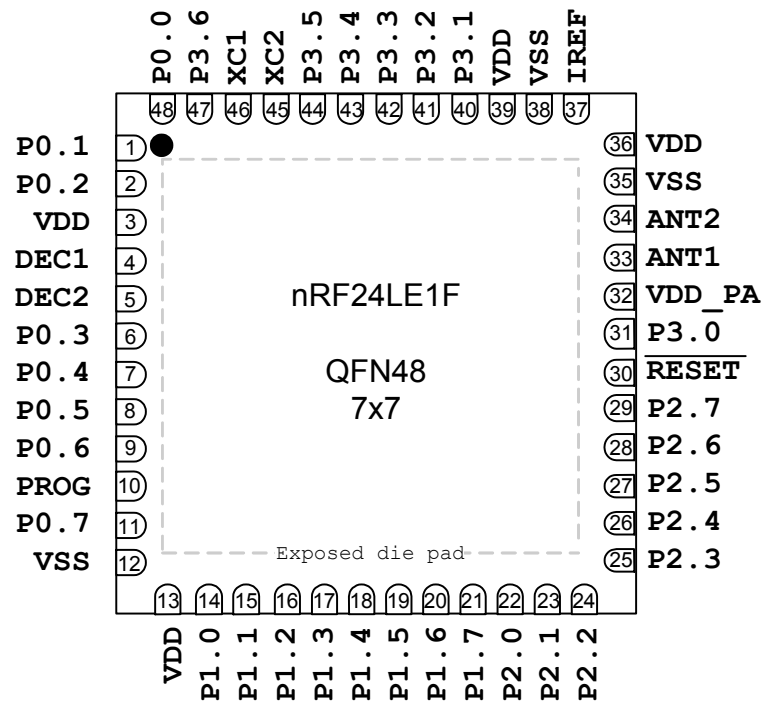 P0.0
P3.6
XC1
XC2
P3.5
P3.4
P3.3
P3.2
P3.1
VDD
VSS
IREF
48
47
46
45
44
43
42
41
40
39
38
37
P0.1 1
P0.2 2
VDD 3
DEC1 4
DEC2 5
P0.3 6
P0.4 7
P0.5 8
P0.6 9
PROG 10
P0.7 11
VSS 12
nRF24LE1F
QFN48
7x7
Exposed die pad
36 VDD
35 VSS
34 ANT2
33 ANT1
32 VDD_PA
31 P3.0
30 RESET
29 P2.7
28 P2.6
27 P2.5
26 P2.4
25 P2.3
13
14
15
16
17
18
19
20
21
22
23
24
VDD
P1.0
P1.1
P1.2
P1.3
P1.4
P1.5
P1.6
P1.7
P2.0
P2.1
P2.2